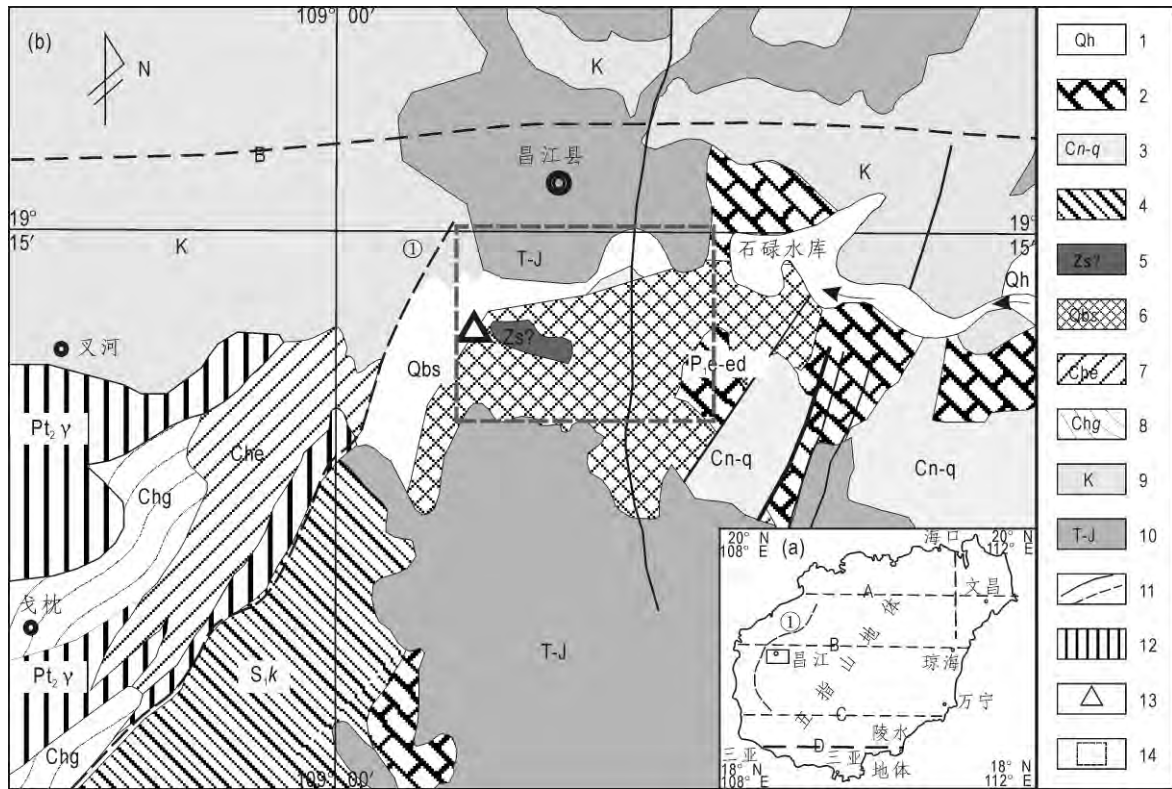 (b)
109° 00′
N
K
B
昌江县
K
19°
15′
19°
15′
K
①
T-J
石碌水库
Qh
叉河
Zs?
Qbs
P₁e-ed
Pt₂ γ
Che
Chg
Cn-q
Cn-q
戈枕
T-J
Pt₂ γ
S₁k
Chg
109° 00′
(a)
20° N
108° E
海口
20°
112° E
A
文昌
①
B
昌江
琼海
五指山地体
C
万宁
陵水
D
三亚
三亚
地体
18° N
108° E
18° N
112° E
Qh 1
2
Cn-q 3
4
Zs? 5
Qbs 6
Che 7
Chg 8
K 9
T-J 10
11
12
13
14